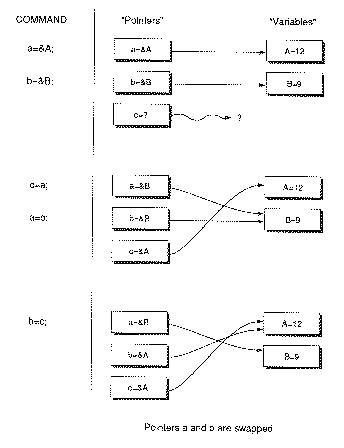 COMMAND "Pointers" "Variables"
a=&A; a=&A A=12
b=&B; b=&B B=9
c=? ?
c=a; a=&B A=12
a=b; b=&B B=9
c=&A
b=c; a=&B A=12
b=&A B=9
c=&A
Pointers a and b are swapped